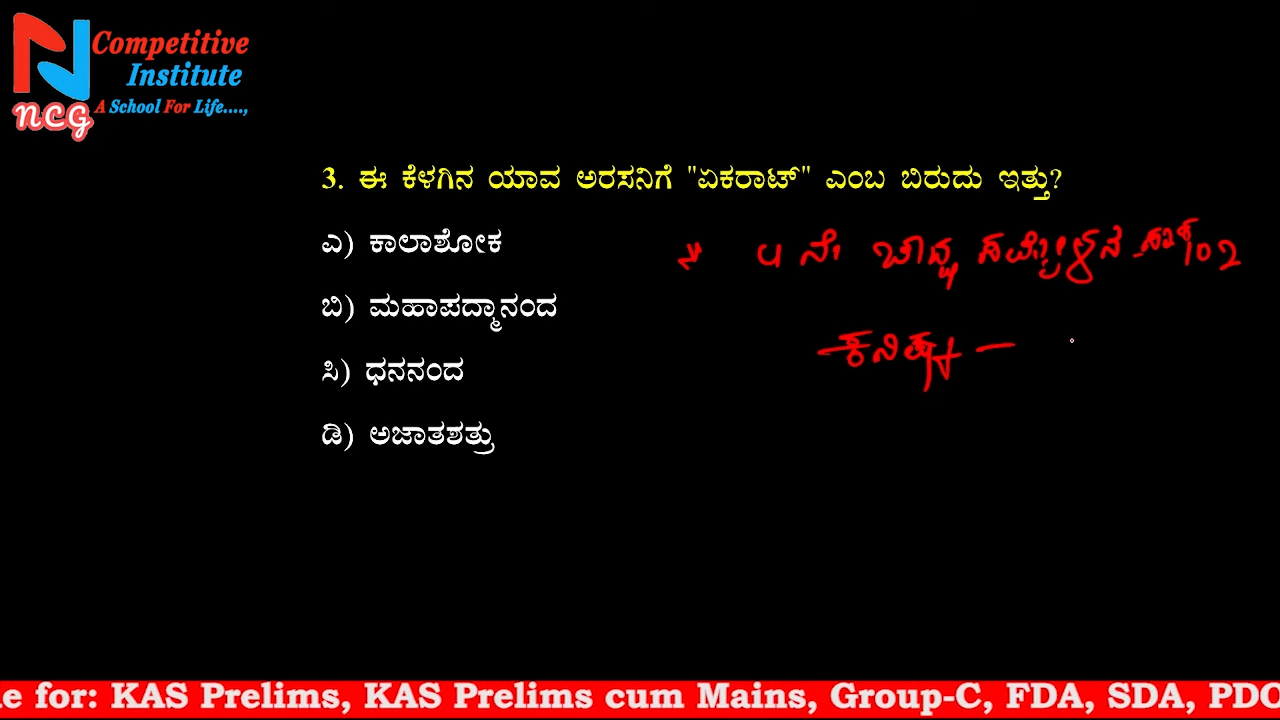 Competitive
Institute
A School For Life....,
ncg
3. ಈ ಕೆಳಗಿನ ಯಾವ ಅರಸನಿಗೆ "ಏಕರಾಟ್" ಎಂಬ ಬಿರುದು ಇತ್ತು?
ಎ) ಕಾಲಾಶೋಕ
ಬಿ) ಮಹಾಪದ್ಮಾನಂದ
ಸಿ) ಧನನಂದ
ಡಿ) ಅಜಾತಶತ್ರು
4 ನೇ ಬೌದ್ಧ
ಕನಿಷ್ಕ –
e for: KAS Prelims, KAS Prelims cum Mains, Group-C, FDA, SDA, PDO